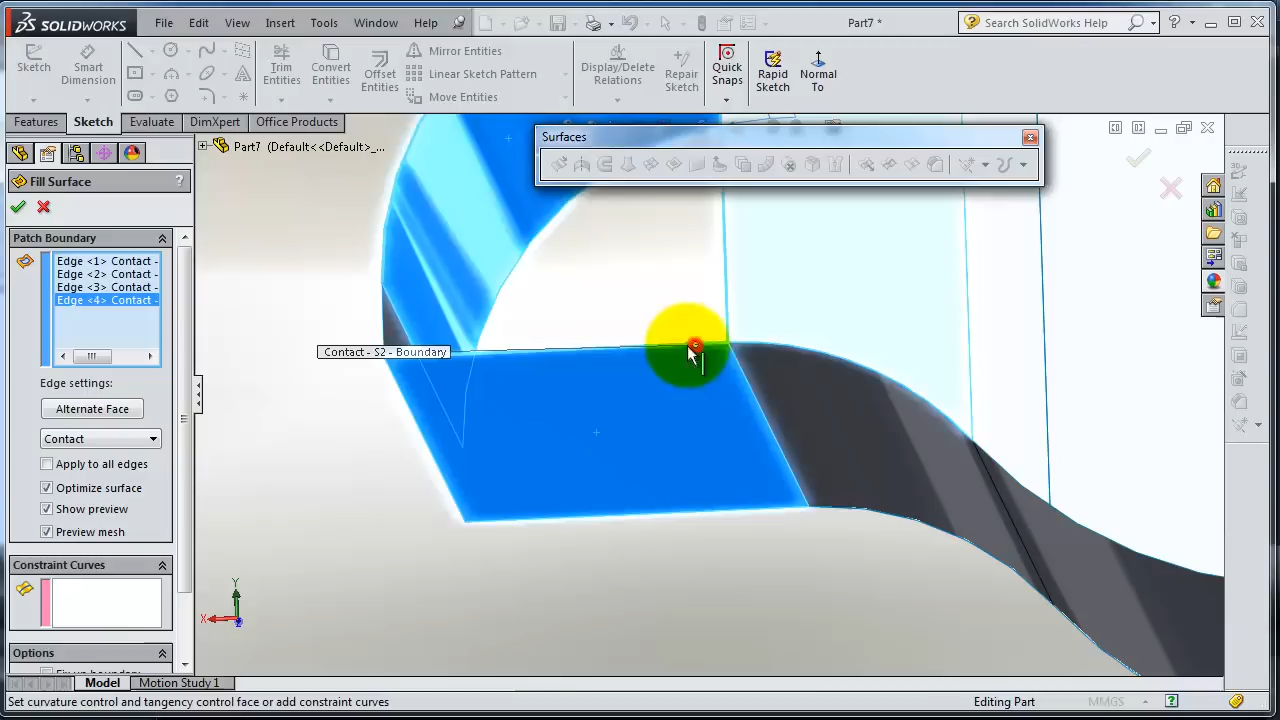 SOLIDWORKS File Edit View Insert Tools Window Help Part7 * Search SolidWorks Help
Sketch Smart Dimension Trim Entities Convert Entities Offset Entities Mirror Entities Linear Sketch Pattern Move Entities Display/Delete Relations Repair Sketch Quick Snaps Rapid Sketch Normal To
Features Sketch Evaluate DimXpert Office Products
Surfaces
Part7 (Default<<Default>_...
Fill Surface ?
Patch Boundary
Edge <1> Contact -
Edge <2> Contact -
Edge <3> Contact -
Edge <4> Contact -
Contact - S2 - Boundary
Edge settings:
Alternate Face
Contact
Apply to all edges
Optimize surface
Show preview
Preview mesh
Constraint Curves
Y
X
Options
Fix up boundary
Model Motion Study 1
Set curvature control and tangency control face or add constraint curves Editing Part MMGS ?